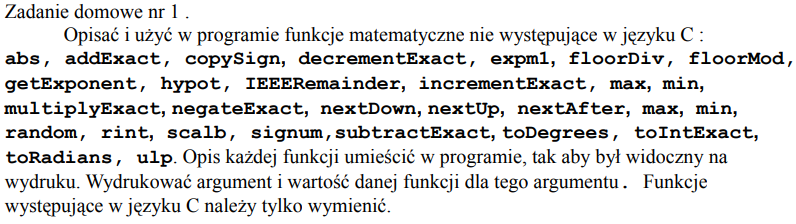 Zadanie domowe nr 1 .
Opisać i użyć w programie funkcje matematyczne nie występujące w języku C :
abs, addExact, copySign, decrementExact, expm1, floorDiv, floorMod,
getExponent, hypot, IEEERemainder, incrementExact, max, min,
multiplyExact, negateExact, nextDown, nextUp, nextAfter, max, min,
random, rint, scalb, signum,subtractExact, toDegrees, toIntExact,
toRadians, ulp. Opis każdej funkcji umieścić w programie, tak aby był widoczny na
wydruku. Wydrukować argument i wartość danej funkcji dla tego argumentu. Funkcje
występujące w języku C należy tylko wymienić.